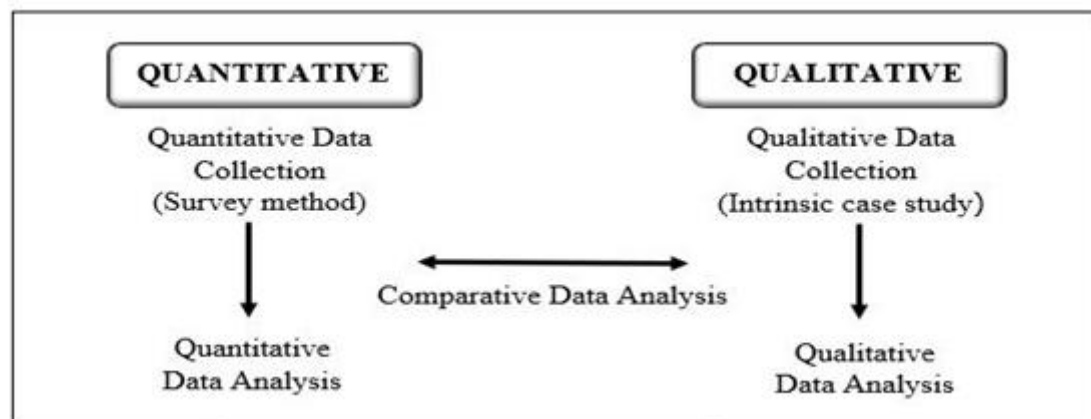 QUANTITATIVE
Quantitative Data
Collection
(Survey method)
Quantitative
Data Analysis
Comparative Data Analysis
QUALITATIVE
Qualitative Data
Collection
(Intrinsic case study)
Qualitative
Data Analysis